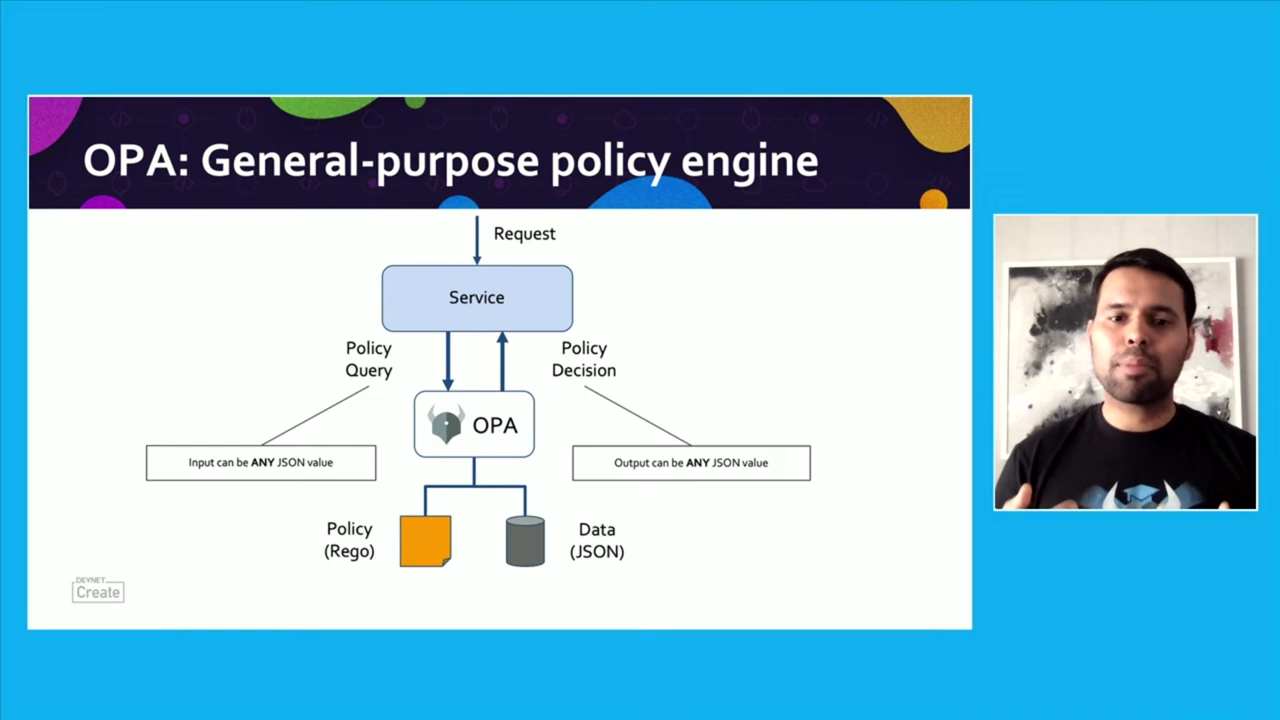 OPA: General-purpose policy engine
Request
Service
Policy
Query
Policy
Decision
OPA
Input can be ANY JSON value
Output can be ANY JSON value
Policy
(Rego)
Data
(JSON)
DEVNET
Create